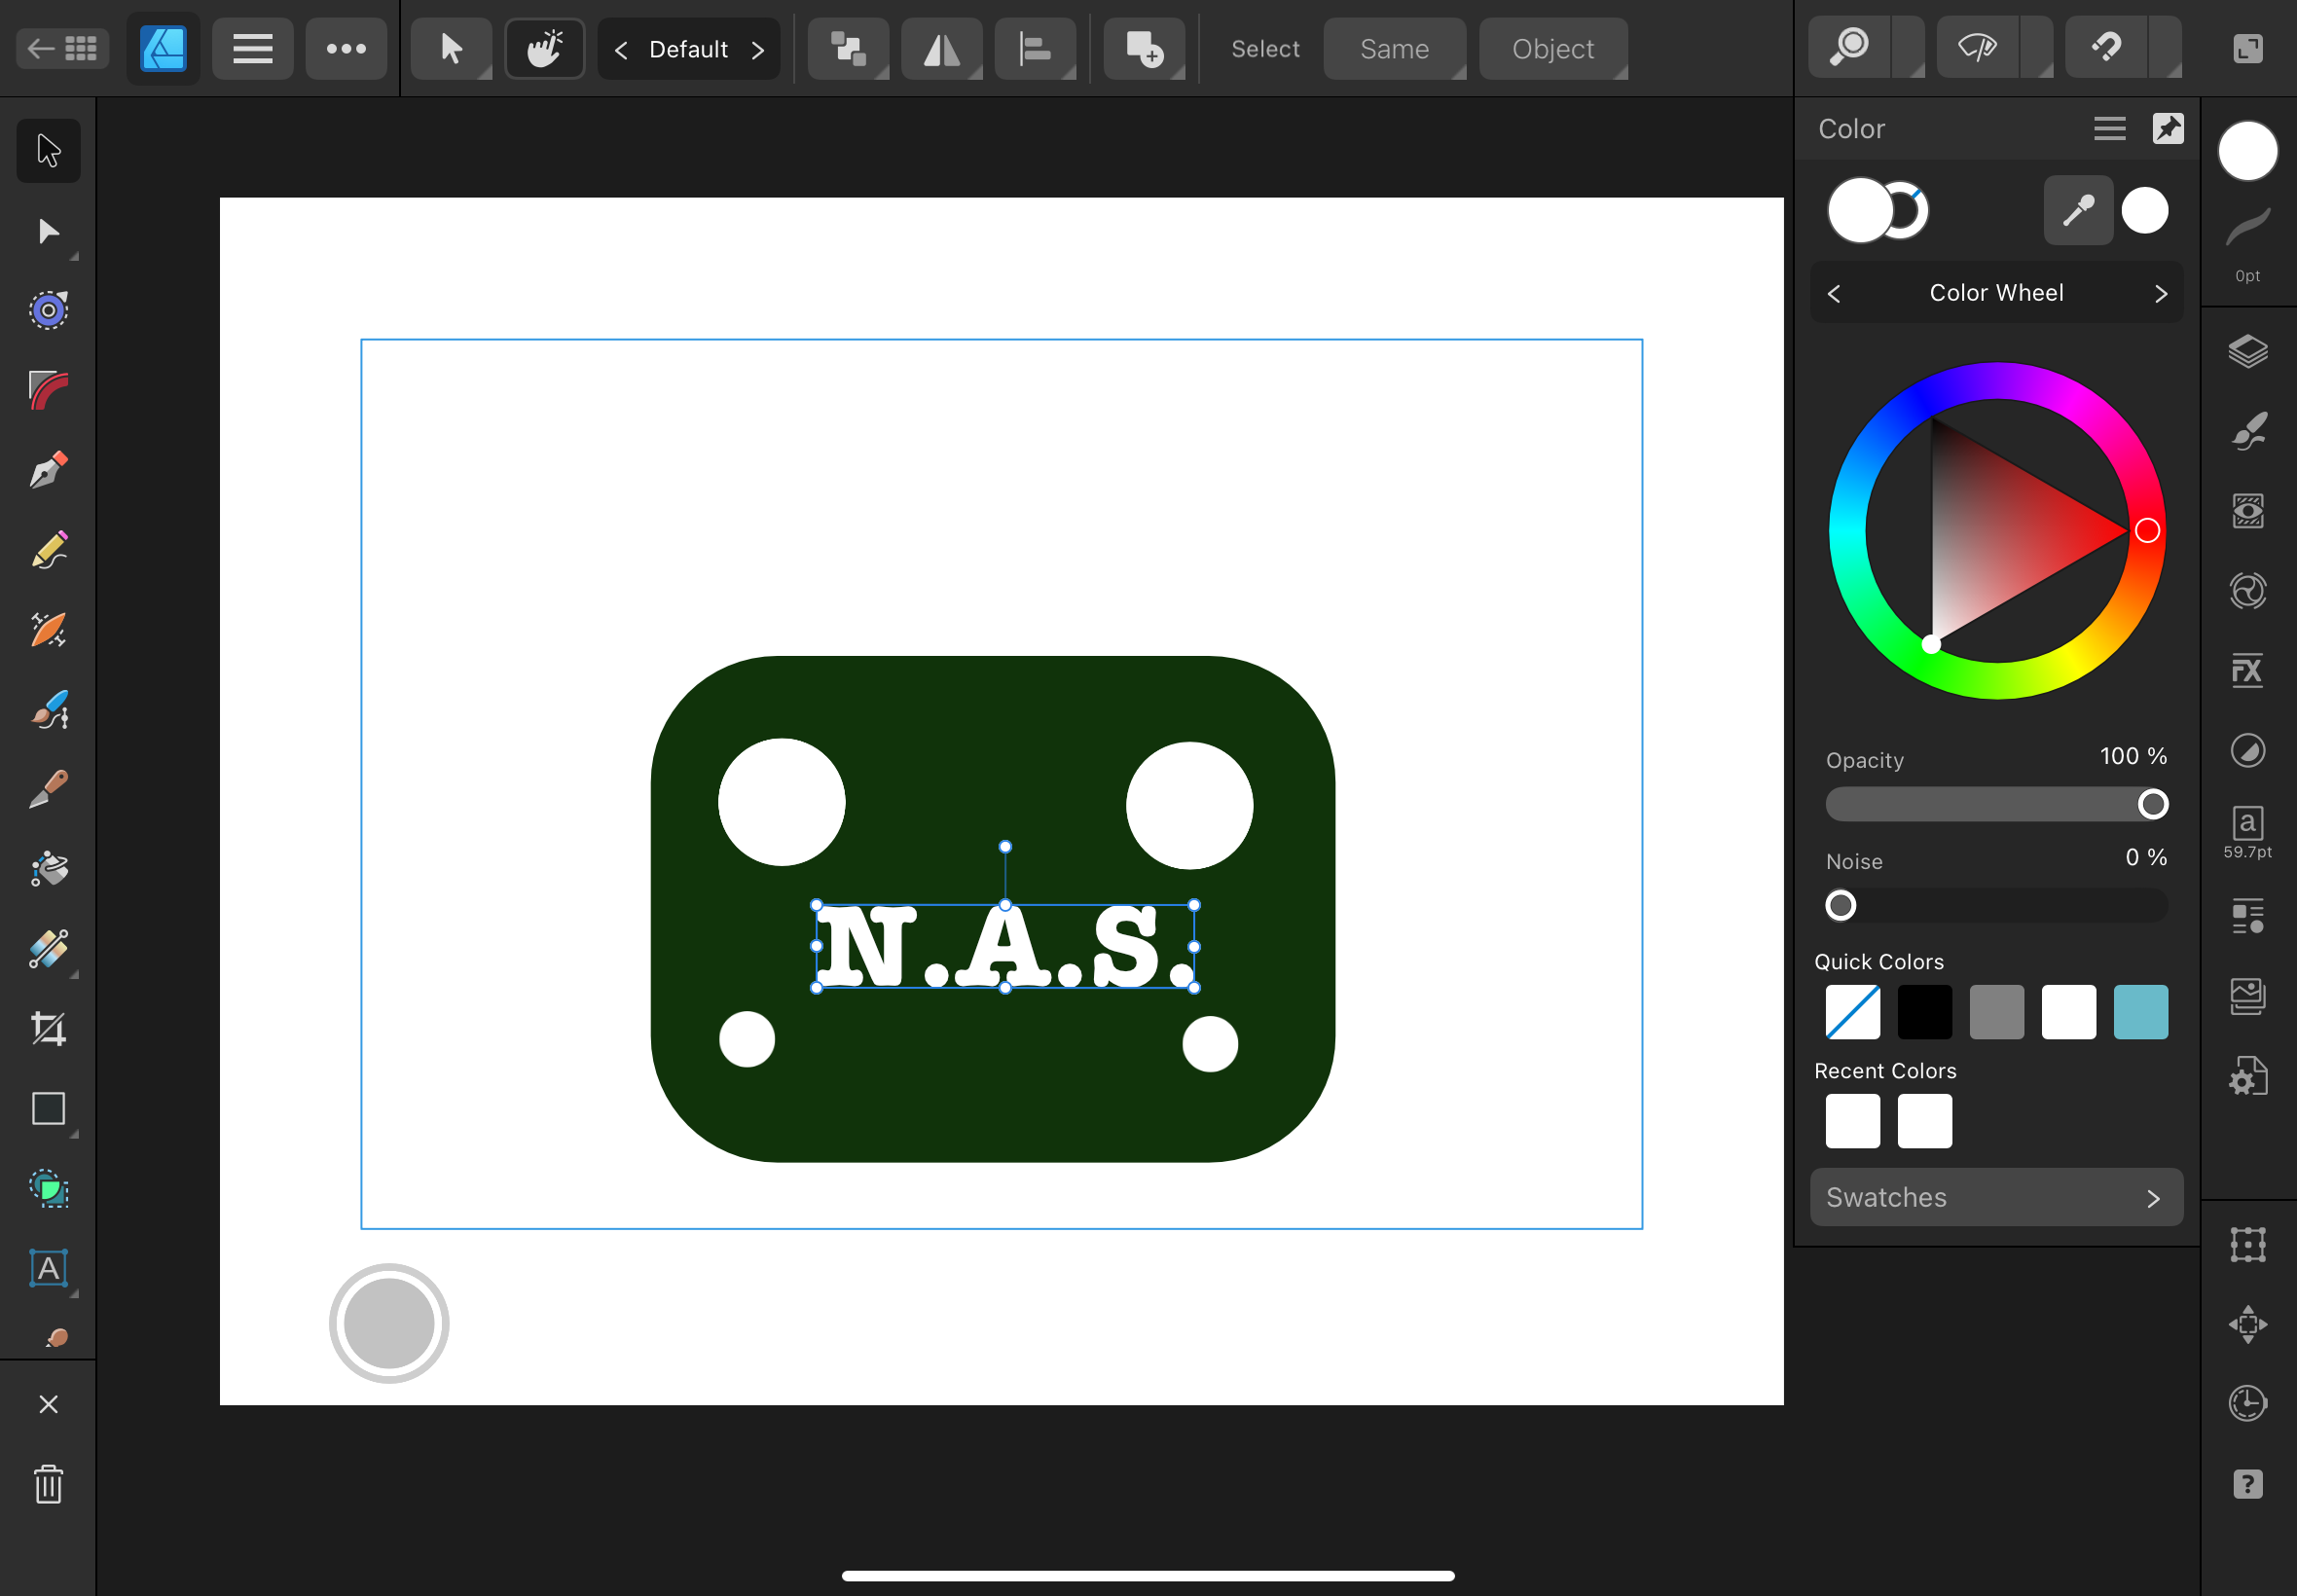 Default
Select
Same
Object
Color
0pt
Color Wheel
Opacity
100 %
FX
a
59.7pt
Noise
0 %
N.A.S.
Quick Colors
Recent Colors
Swatches
A
?